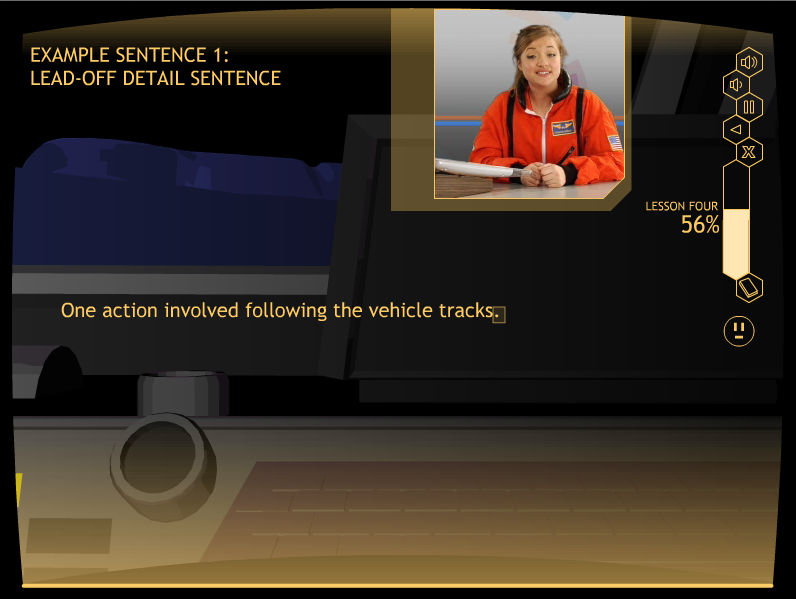 EXAMPLE SENTENCE 1:
LEAD-OFF DETAIL SENTENCE
LESSON FOUR
56%
One action involved following the vehicle tracks.